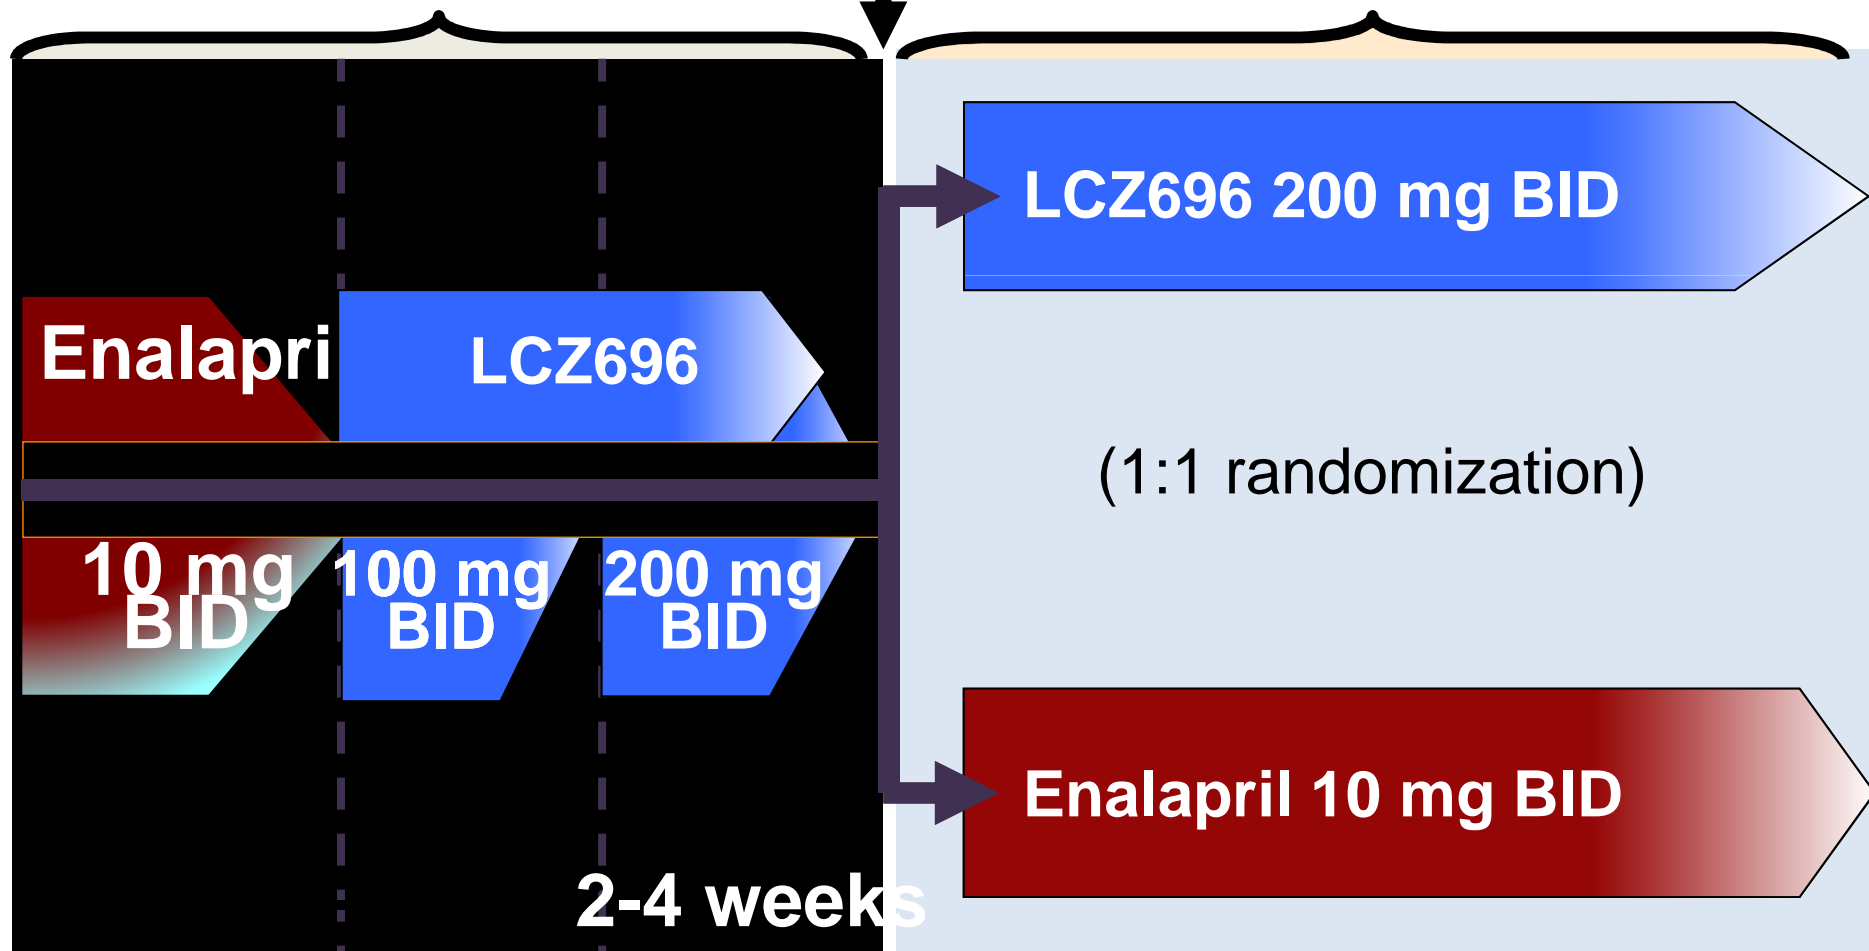 LCZ696 200 mg BID
Enalapri
LCZ696
(1:1 randomization)
10 mg
BID
100 mg
BID
200 mg
BID
Enalapril 10 mg BID
2-4 weeks